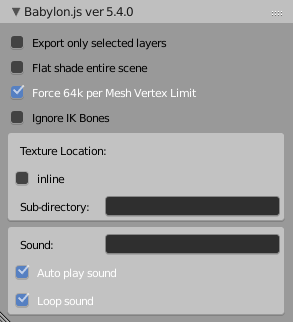 Babylon.js ver 5.4.0
Export only selected layers
Flat shade entire scene
Force 64k per Mesh Vertex Limit
Ignore IK Bones
Texture Location:
inline
Sub-directory:
Sound:
Auto play sound
Loop sound